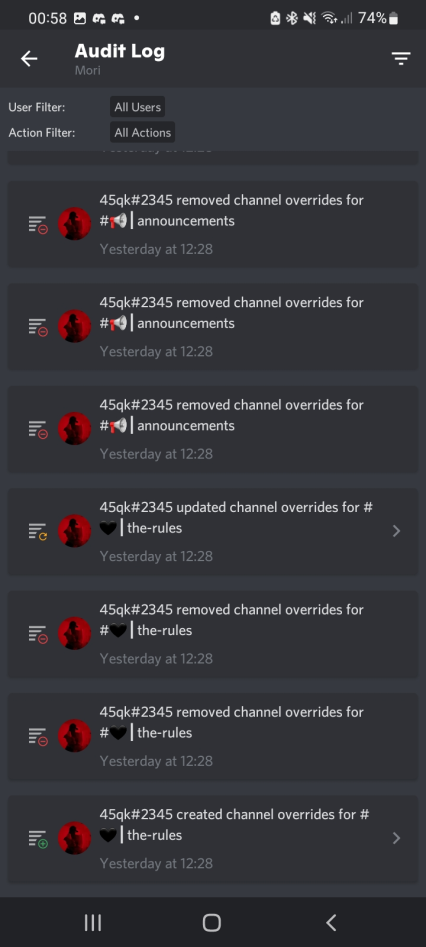 00:58 74%
Audit Log
Mori
User Filter: All Users
Action Filter: All Actions
Yesterday at 12:28
45qk#2345 removed channel overrides for
#📢┃announcements
Yesterday at 12:28
45qk#2345 removed channel overrides for
#📢┃announcements
Yesterday at 12:28
45qk#2345 removed channel overrides for
#📢┃announcements
Yesterday at 12:28
45qk#2345 updated channel overrides for #
🖤┃the-rules
Yesterday at 12:28
45qk#2345 removed channel overrides for
#🖤┃the-rules
Yesterday at 12:28
45qk#2345 removed channel overrides for
#🖤┃the-rules
Yesterday at 12:28
45qk#2345 created channel overrides for #
🖤┃the-rules
Yesterday at 12:28